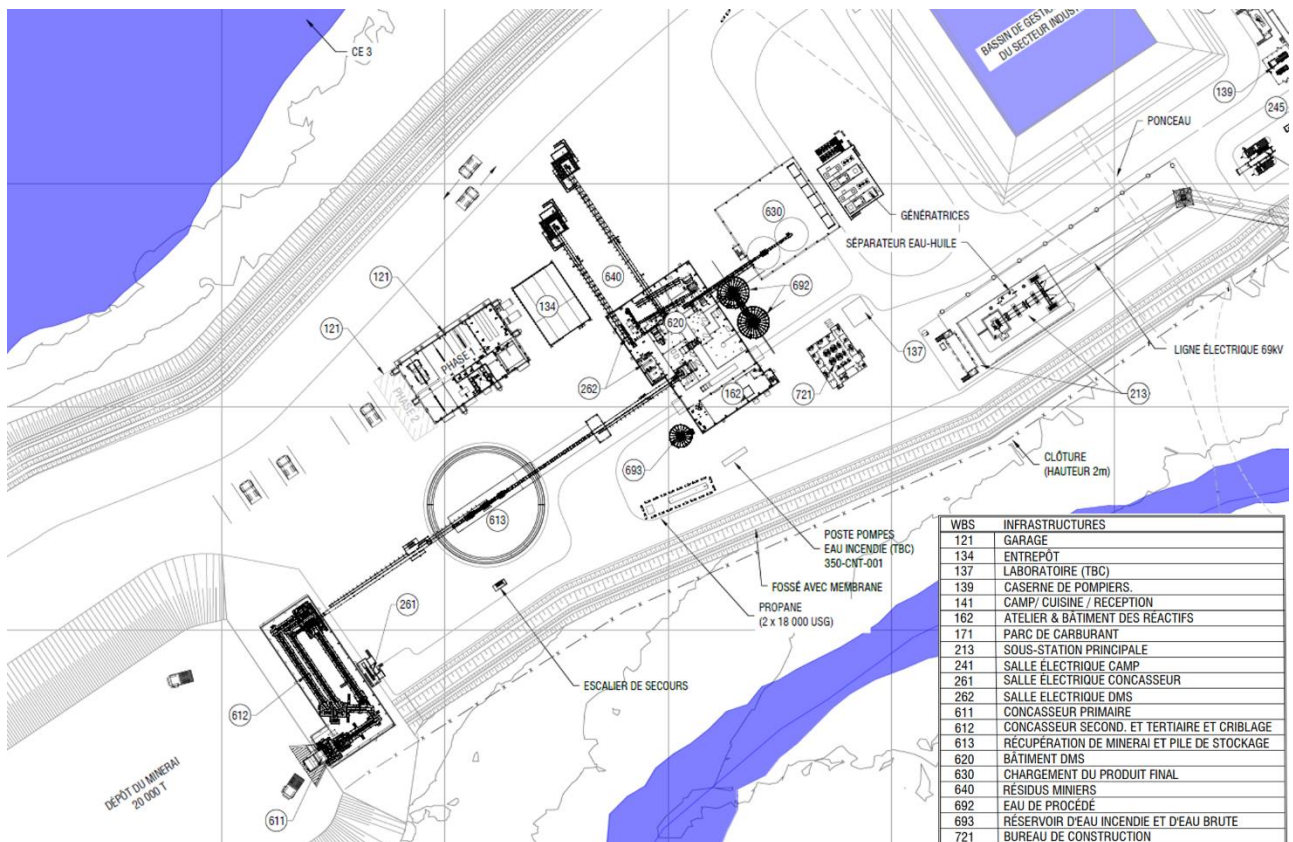 CE 3
BASSIN DE GESTI
DU SECTEUR INDUST
139
245
PONCEAU
630
GÉNÉRATRICES
SÉPARATEUR EAU-HUILE
121
640
134
692
121
620
PHASE
137
LIGNE ÉLECTRIQUE 69kV
PHASE 2
262
162
721
213
693
CLÔTURE
(HAUTEUR 2m)
613
POSTE POMPES
EAU INCENDIE (TBC)
350-CNT-001
FOSSÉ AVEC MEMBRANE
PROPANE
(2 x 18 000 USG)
261
ESCALIER DE SECOURS
612
DÉPÔT DU MINERAI
20 000 T
611
WBS INFRASTRUCTURES
121 GARAGE
134 ENTREPÔT
137 LABORATOIRE (TBC)
139 CASERNE DE POMPIERS.
141 CAMP/ CUISINE / RECEPTION
162 ATELIER & BÂTIMENT DES RÉACTIFS
171 PARC DE CARBURANT
213 SOUS-STATION PRINCIPALE
241 SALLE ÉLECTRIQUE CAMP
261 SALLE ÉLECTRIQUE CONCASSEUR
262 SALLE ELECTRIQUE DMS
611 CONCASSEUR PRIMAIRE
612 CONCASSEUR SECOND. ET TERTIAIRE ET CRIBLAGE
613 RÉCUPÉRATION DE MINERAI ET PILE DE STOCKAGE
620 BÂTIMENT DMS
630 CHARGEMENT DU PRODUIT FINAL
640 RÉSIDUS MINIERS
692 EAU DE PROCÉDÉ
693 RÉSERVOIR D'EAU INCENDIE ET D'EAU BRUTE
721 BUREAU DE CONSTRUCTION